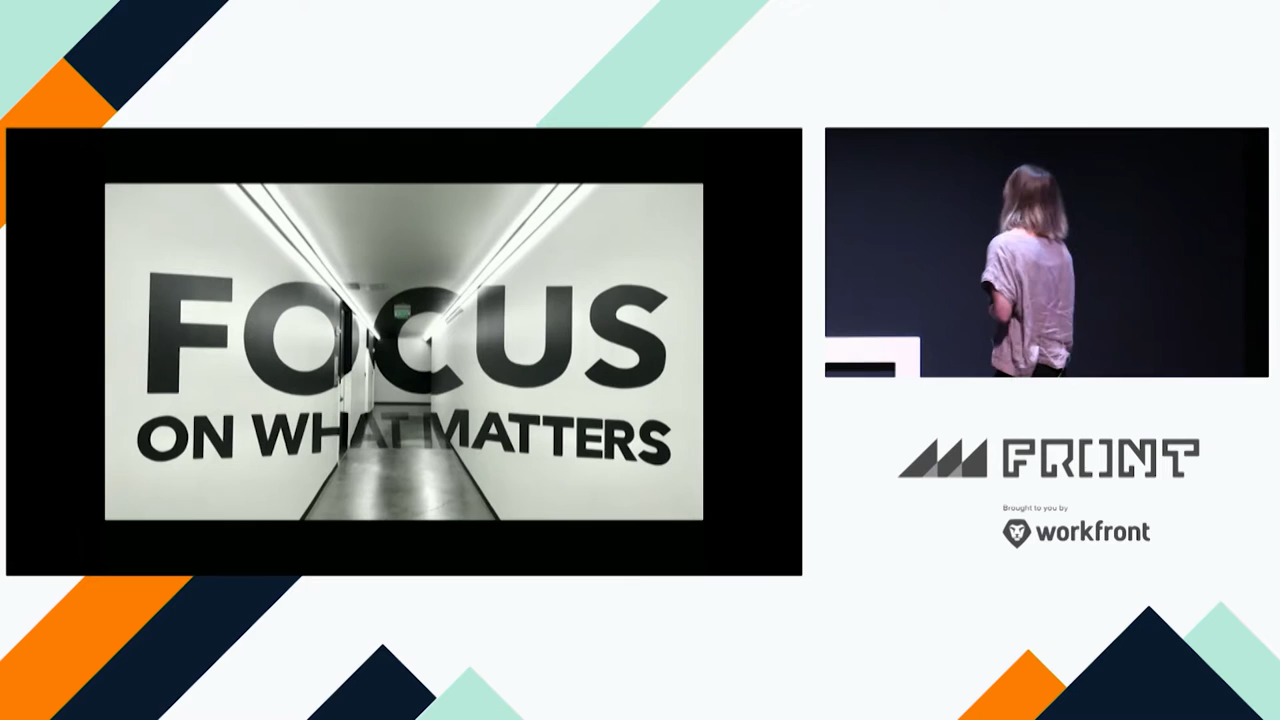 FOCUS
ON WHAT MATTERS
FRONT
Brought to you by
workfront